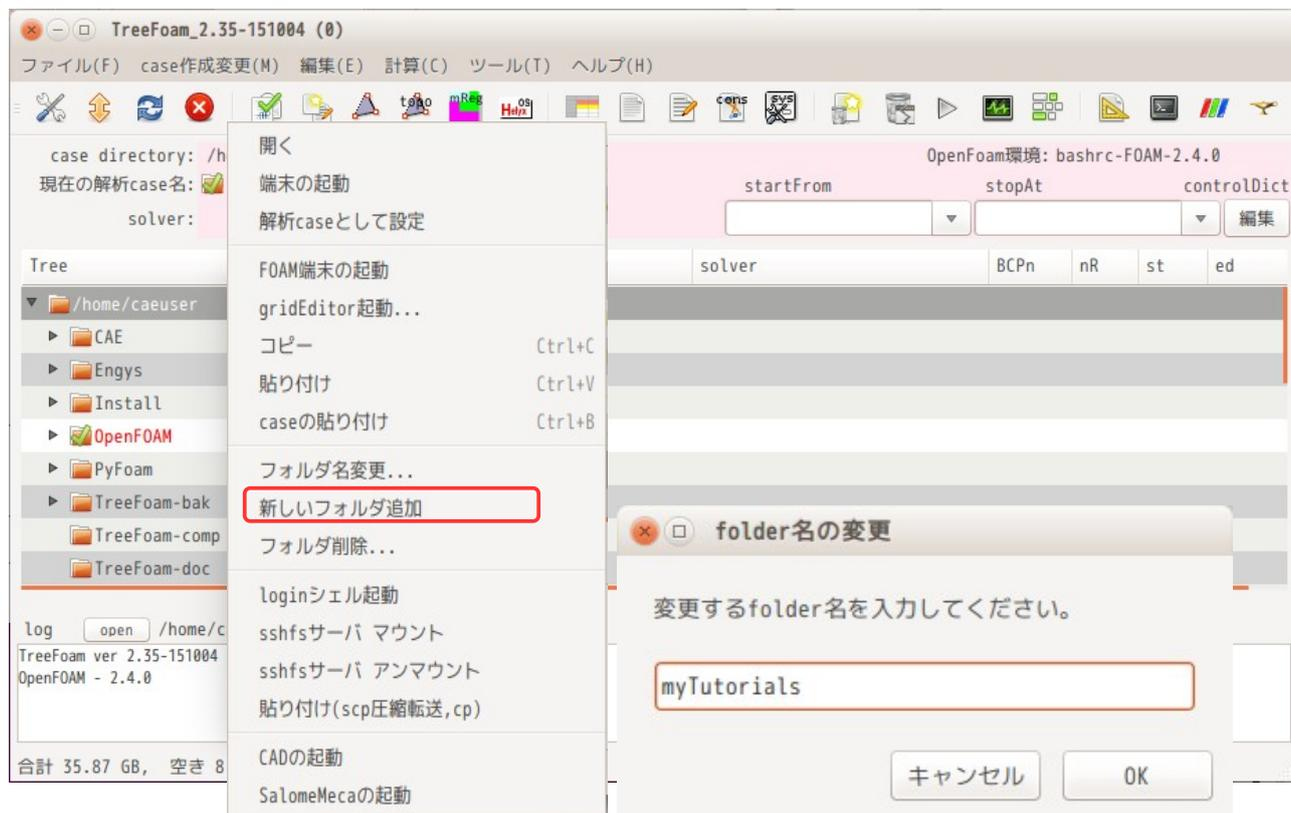 TreeFoam_2.35-151004 (0)
ファイル(F) case作成変更(M) 編集(E) 計算(C) ツール(T) ヘルプ(H)
topo mReg Helyx OS cons sys
case directory: /h
OpenFoam環境: bashrc-FOAM-2.4.0
現在の解析case名:
startFrom stopAt controlDict
solver:
編集
Tree solver BCPn nR st ed
/home/caeuser
CAE
Engys
Install
OpenFOAM
PyFoam
TreeFoam-bak
TreeFoam-comp
TreeFoam-doc
log open /home/c
TreeFoam ver 2.35-151004
OpenFOAM - 2.4.0
合計 35.87 GB, 空き 8
開く
端末の起動
解析caseとして設定
FOAM端末の起動
gridEditor起動...
コピー Ctrl+C
貼り付け Ctrl+V
caseの貼り付け Ctrl+B
フォルダ名変更...
新しいフォルダ追加
フォルダ削除...
loginシェル起動
sshfsサーバ マウント
sshfsサーバ アンマウント
貼り付け(scp圧縮転送,cp)
CADの起動
SalomeMecaの起動
folder名の変更
変更するfolder名を入力してください。
myTutorials
キャンセル OK